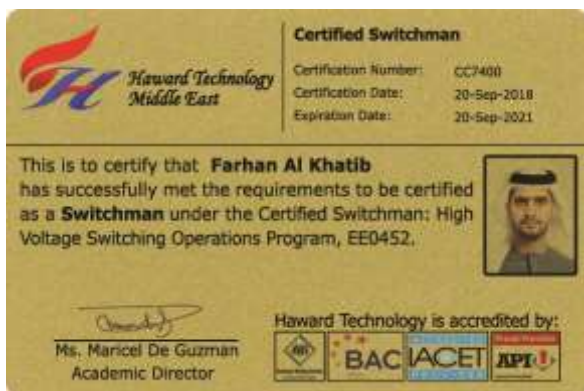 Haward Technology
Middle East
Certified Switchman
Certification Number: CC7400
Certification Date: 20-Sep-2018
Expiration Date: 20-Sep-2021
This is to certify that Farhan Al Khatib
has successfully met the requirements to be certified
as a Switchman under the Certified Switchman: High
Voltage Switching Operations Program, EE0452.
Ms. Maricel De Guzman
Academic Director
Haward Technology is accredited by:
BAC
IACET
API